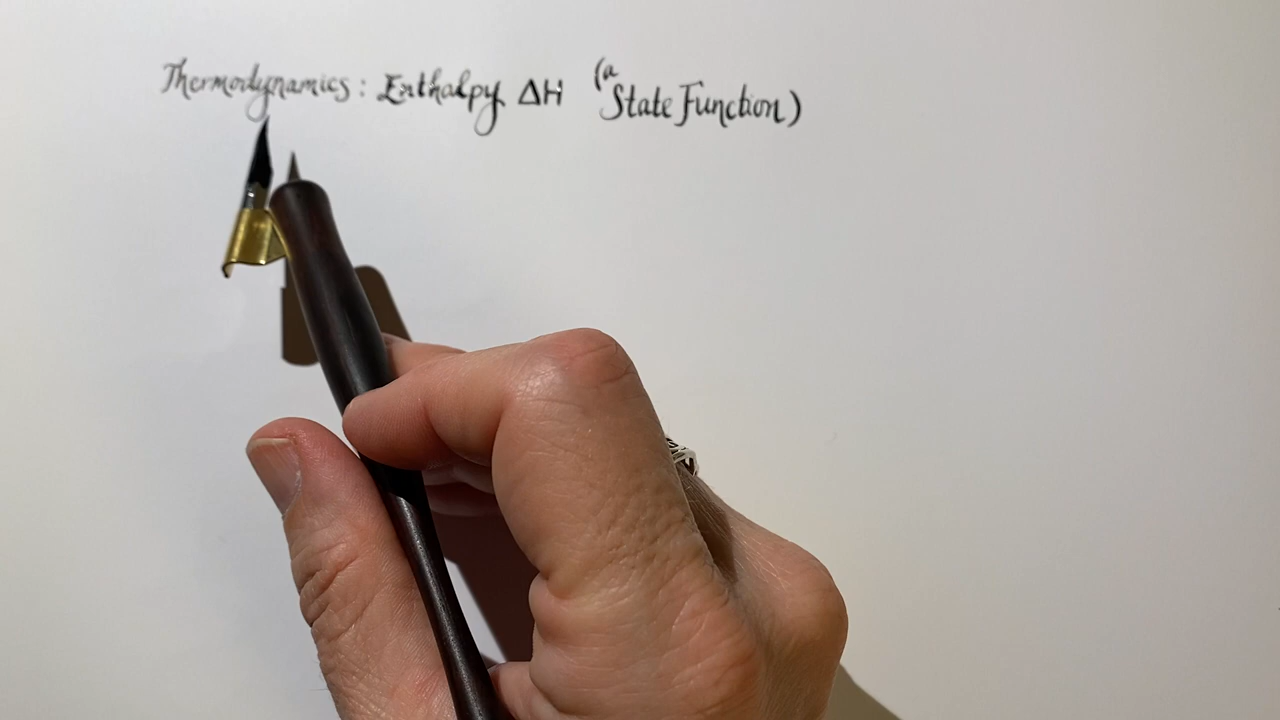 Thermodynamics: Enthalpy ΔH (a State Function)